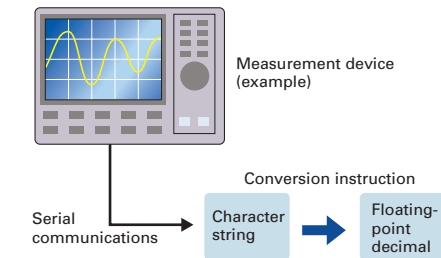 Measurement device
(example)
Conversion instruction
Serial
communications
Character
string
Floating-
point
decimal